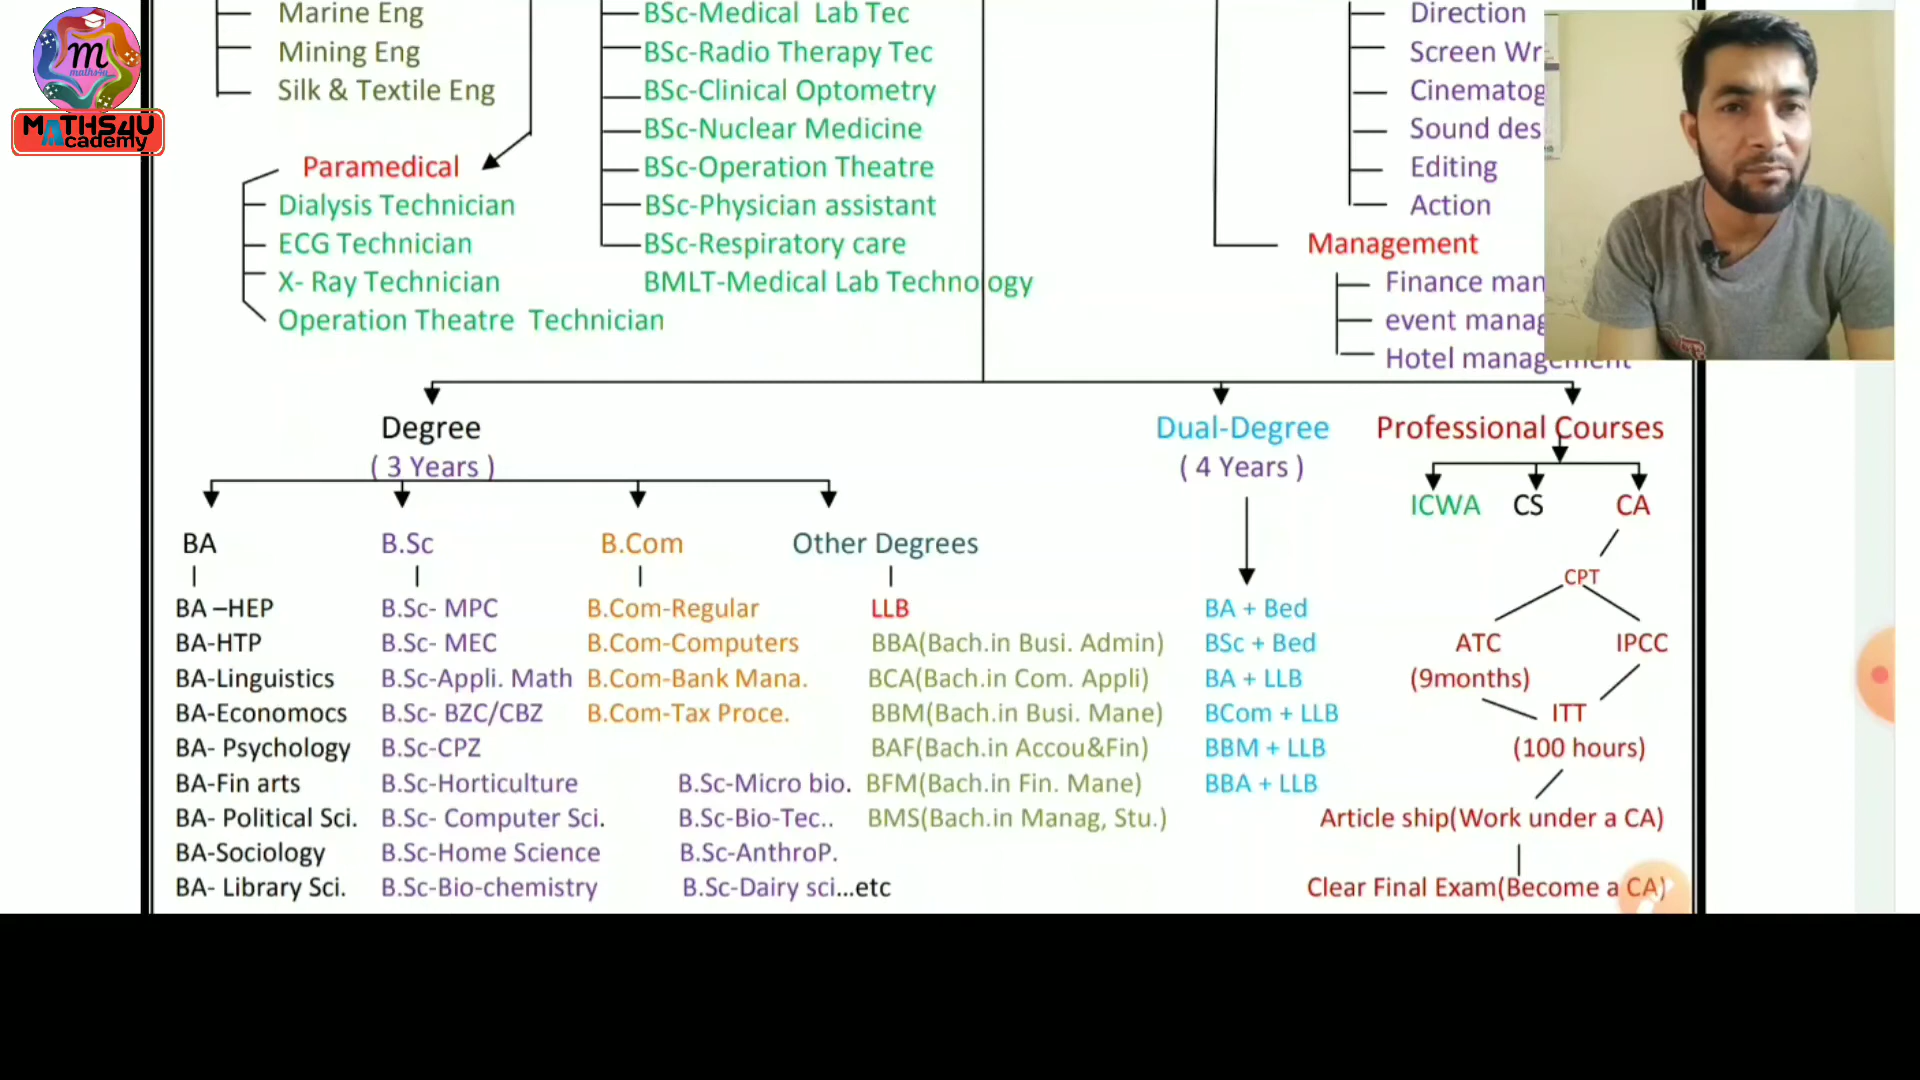 m
maths4u
MATHS4U
Academy
Marine Eng
Mining Eng
Silk & Textile Eng
Paramedical
Dialysis Technician
ECG Technician
X- Ray Technician
Operation Theatre Technician
BSc-Medical Lab Tec
BSc-Radio Therapy Tec
BSc-Clinical Optometry
BSc-Nuclear Medicine
BSc-Operation Theatre
BSc-Physician assistant
BSc-Respiratory care
BMLT-Medical Lab Technology
Direction
Screen Wr
Cinematog
Sound des
Editing
Action
Management
Finance man
event manag
Hotel management
Degree
( 3 Years )
BA
BA –HEP
BA-HTP
BA-Linguistics
BA-Economocs
BA- Psychology
BA-Fin arts
BA- Political Sci.
BA-Sociology
BA- Library Sci.
B.Sc
B.Sc- MPC
B.Sc- MEC
B.Sc-Appli. Math
B.Sc- BZC/CBZ
B.Sc-CPZ
B.Sc-Horticulture
B.Sc- Computer Sci.
B.Sc-Home Science
B.Sc-Bio-chemistry
B.Sc-Micro bio.
B.Sc-Bio-Tec..
B.Sc-AnthroP.
B.Sc-Dairy sci...etc
B.Com
B.Com-Regular
B.Com-Computers
B.Com-Bank Mana.
B.Com-Tax Proce.
Other Degrees
LLB
BBA(Bach.in Busi. Admin)
BCA(Bach.in Com. Appli)
BBM(Bach.in Busi. Mane)
BAF(Bach.in Accou&Fin)
BFM(Bach.in Fin. Mane)
BMS(Bach.in Manag, Stu.)
Dual-Degree
( 4 Years )
BA + Bed
BSc + Bed
BA + LLB
BCom + LLB
BBM + LLB
BBA + LLB
Professional Courses
ICWA CS CA
CPT
ATC IPCC
(9months)
ITT
(100 hours)
Article ship(Work under a CA)
Clear Final Exam(Become a CA)